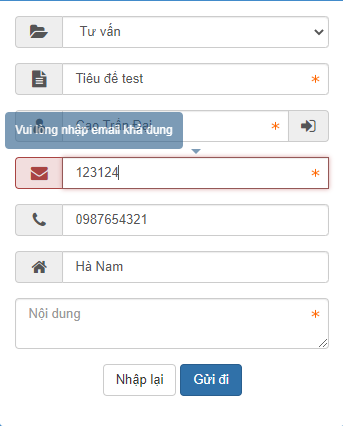 Tư vấn
Tiêu đề test
Cao Trần Đại
Vui lòng nhập email khả dụng
123124
0987654321
Hà Nam
Nội dung
Nhập lại Gửi đi